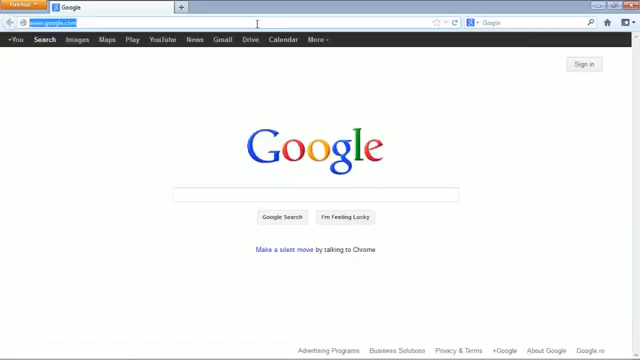 Firefox
Google
www.google.com
Google
+You Search Images Maps Play YouTube News Gmail Drive Calendar More
Sign in
Google
Google Search I'm Feeling Lucky
Make a silent movie by talking to Chrome
Advertising Programs Business Solutions Privacy & Terms +Google About Google Google.ro